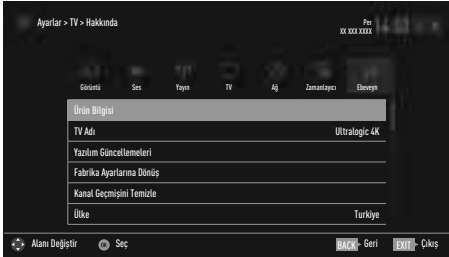 Ayarlar > TV > Hakkında
Per
XX XXX XXXX
Görüntü Ses Yayın TV Ağ Zamanlayıcı Ebeveyn
Ürün Bilgisi
TV Adı Ultralogic 4K
Yazılım Güncellemeleri
Fabrika Ayarlarına Dönüş
Kanal Geçmişini Temizle
Ülke Turkiye
Alanı Değiştir OK Seç BACK Geri EXIT Çıkış